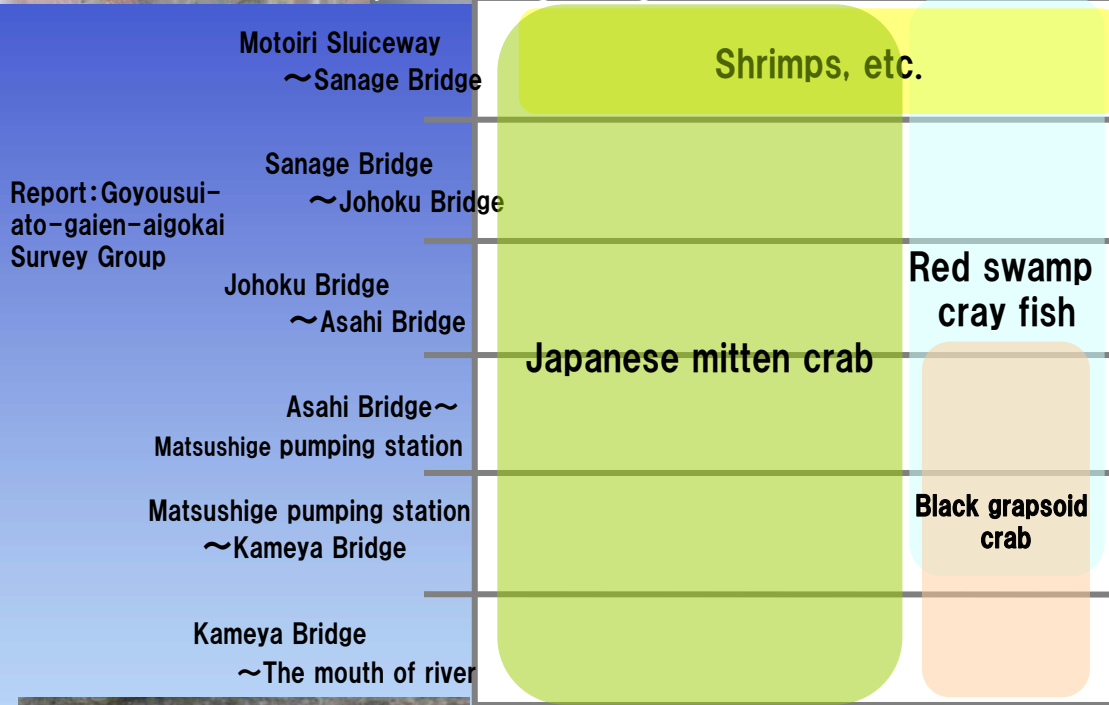 Motoiri Sluiceway
～Sanage Bridge
Shrimps, etc.
Sanage Bridge
～Johoku Bridge
Report:Goyousui-
ato-gaien-aigokai
Survey Group
Johoku Bridge
～Asahi Bridge
Red swamp
cray fish
Japanese mitten crab
Asahi Bridge～
Matsushige pumping station
Matsushige pumping station
～Kameya Bridge
Black grapsoid
crab
Kameya Bridge
～The mouth of river